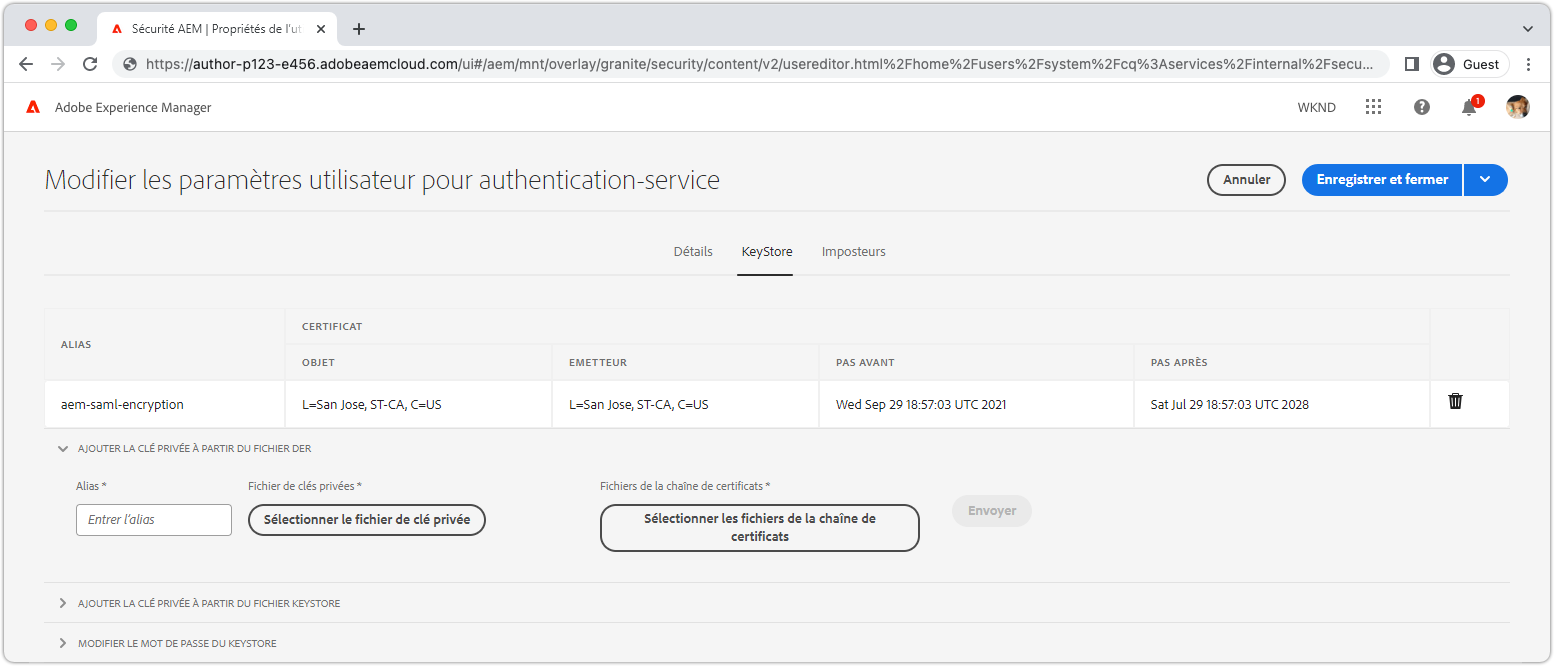 Sécurité AEM | Propriétés de l'ut
https://author-p123-e456.adobeaemcloud.com/ui#/aem/mnt/overlay/granite/security/content/v2/usereditor.html%2Fhome%2Fusers%2Fsystem%2Fcq%3Aservices%2Finternal%2Fsecu...
Guest
Adobe Experience Manager
WKND
1
Modifier les paramètres utilisateur pour authentication-service
Annuler
Enregistrer et fermer
Détails
KeyStore
Imposteurs
ALIAS
CERTIFICAT
OBJET
EMETTEUR
PAS AVANT
PAS APRÈS
aem-saml-encryption
L=San Jose, ST-CA, C=US
L=San Jose, ST-CA, C=US
Wed Sep 29 18:57:03 UTC 2021
Sat Jul 29 18:57:03 UTC 2028
AJOUTER LA CLÉ PRIVÉE À PARTIR DU FICHIER DER
Alias *
Fichier de clés privées *
Fichiers de la chaîne de certificats *
Entrer l'alias
Sélectionner le fichier de clé privée
Sélectionner les fichiers de la chaîne de
certificats
Envoyer
AJOUTER LA CLÉ PRIVÉE À PARTIR DU FICHIER KEYSTORE
MODIFIER LE MOT DE PASSE DU KEYSTORE